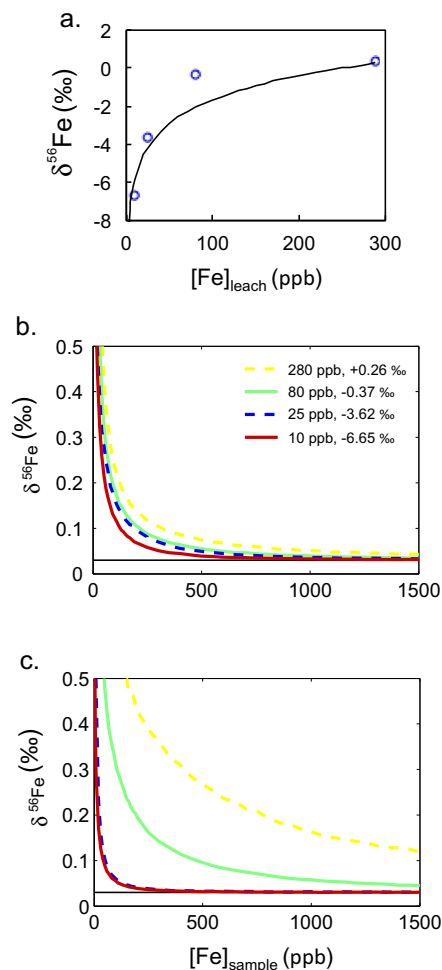 a.
δ56Fe (‰)
2
0
-2
-4
-6
-8
0
100
200
300
[Fe]leach (ppb)
b.
δ 56Fe (‰)
0.5
0.4
0.3
0.2
0.1
0
280 ppb, +0.26 ‰
80 ppb, -0.37 ‰
25 ppb, -3.62 ‰
10 ppb, -6.65 ‰
0
500
1000
1500
c.
δ 56Fe (‰)
0.5
0.4
0.3
0.2
0.1
0
0
500
1000
1500
[Fe]sample (ppb)